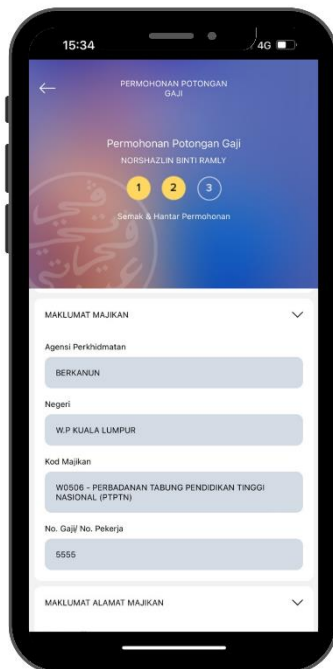 15:34
4G
PERMOHONAN POTONGAN
GAJI
Permohonan Potongan Gaji
NORSHAZLIN BINTI RAMLY
1 2 3
Semak & Hantar Permohonan
MAKLUMAT MAJIKAN
Agensi Perkhidmatan
BERKANUN
Negeri
W.P KUALA LUMPUR
Kod Majikan
W0506 - PERBADANAN TABUNG PENDIDIKAN TINGGI
NASIONAL (PTPTN)
No. Gaji/ No. Pekerja
5555
MAKLUMAT ALAMAT MAJIKAN